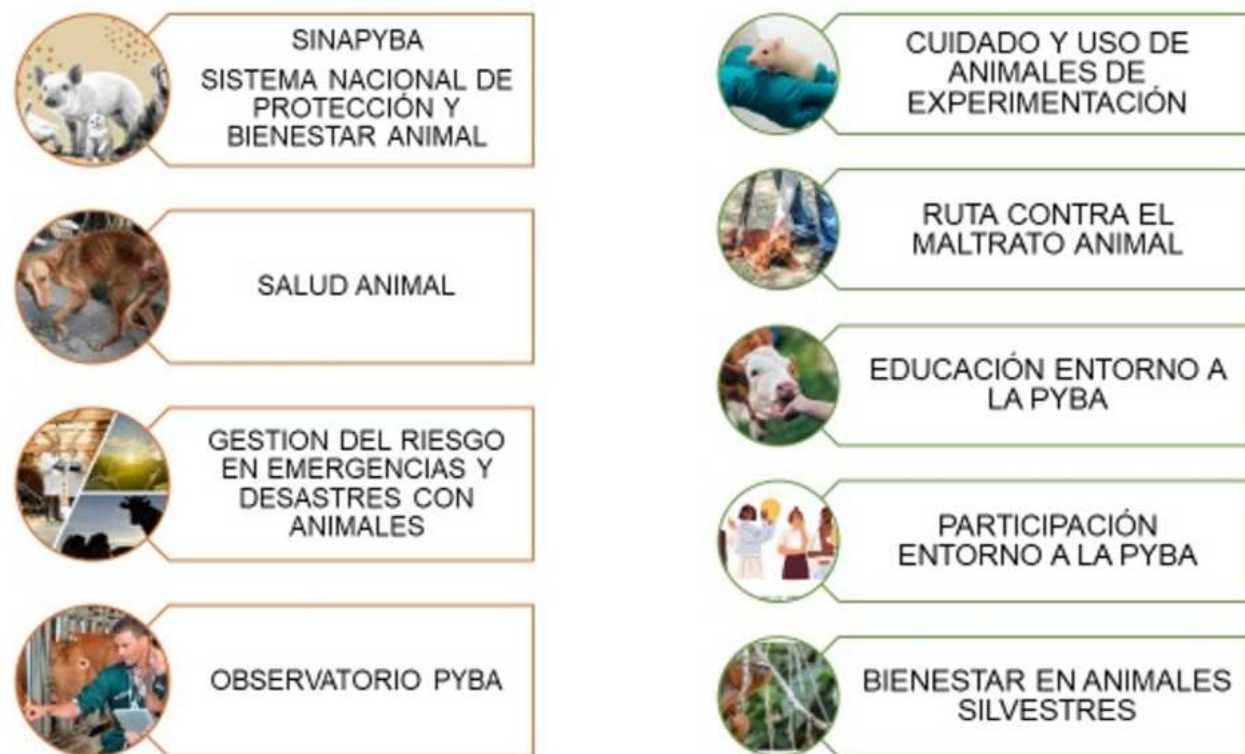 SINAPYBA
SISTEMA NACIONAL DE
PROTECCIÓN Y
BIENESTAR ANIMAL
SALUD ANIMAL
GESTION DEL RIESGO
EN EMERGENCIAS Y
DESASTRES CON
ANIMALES
OBSERVATORIO PYBA
CUIDADO Y USO DE
ANIMALES DE
EXPERIMENTACIÓN
RUTA CONTRA EL
MALTRATO ANIMAL
EDUCACIÓN ENTORNO A
LA PYBA
PARTICIPACIÓN
ENTORNO A LA PYBA
BIENESTAR EN ANIMALES
SILVESTRES